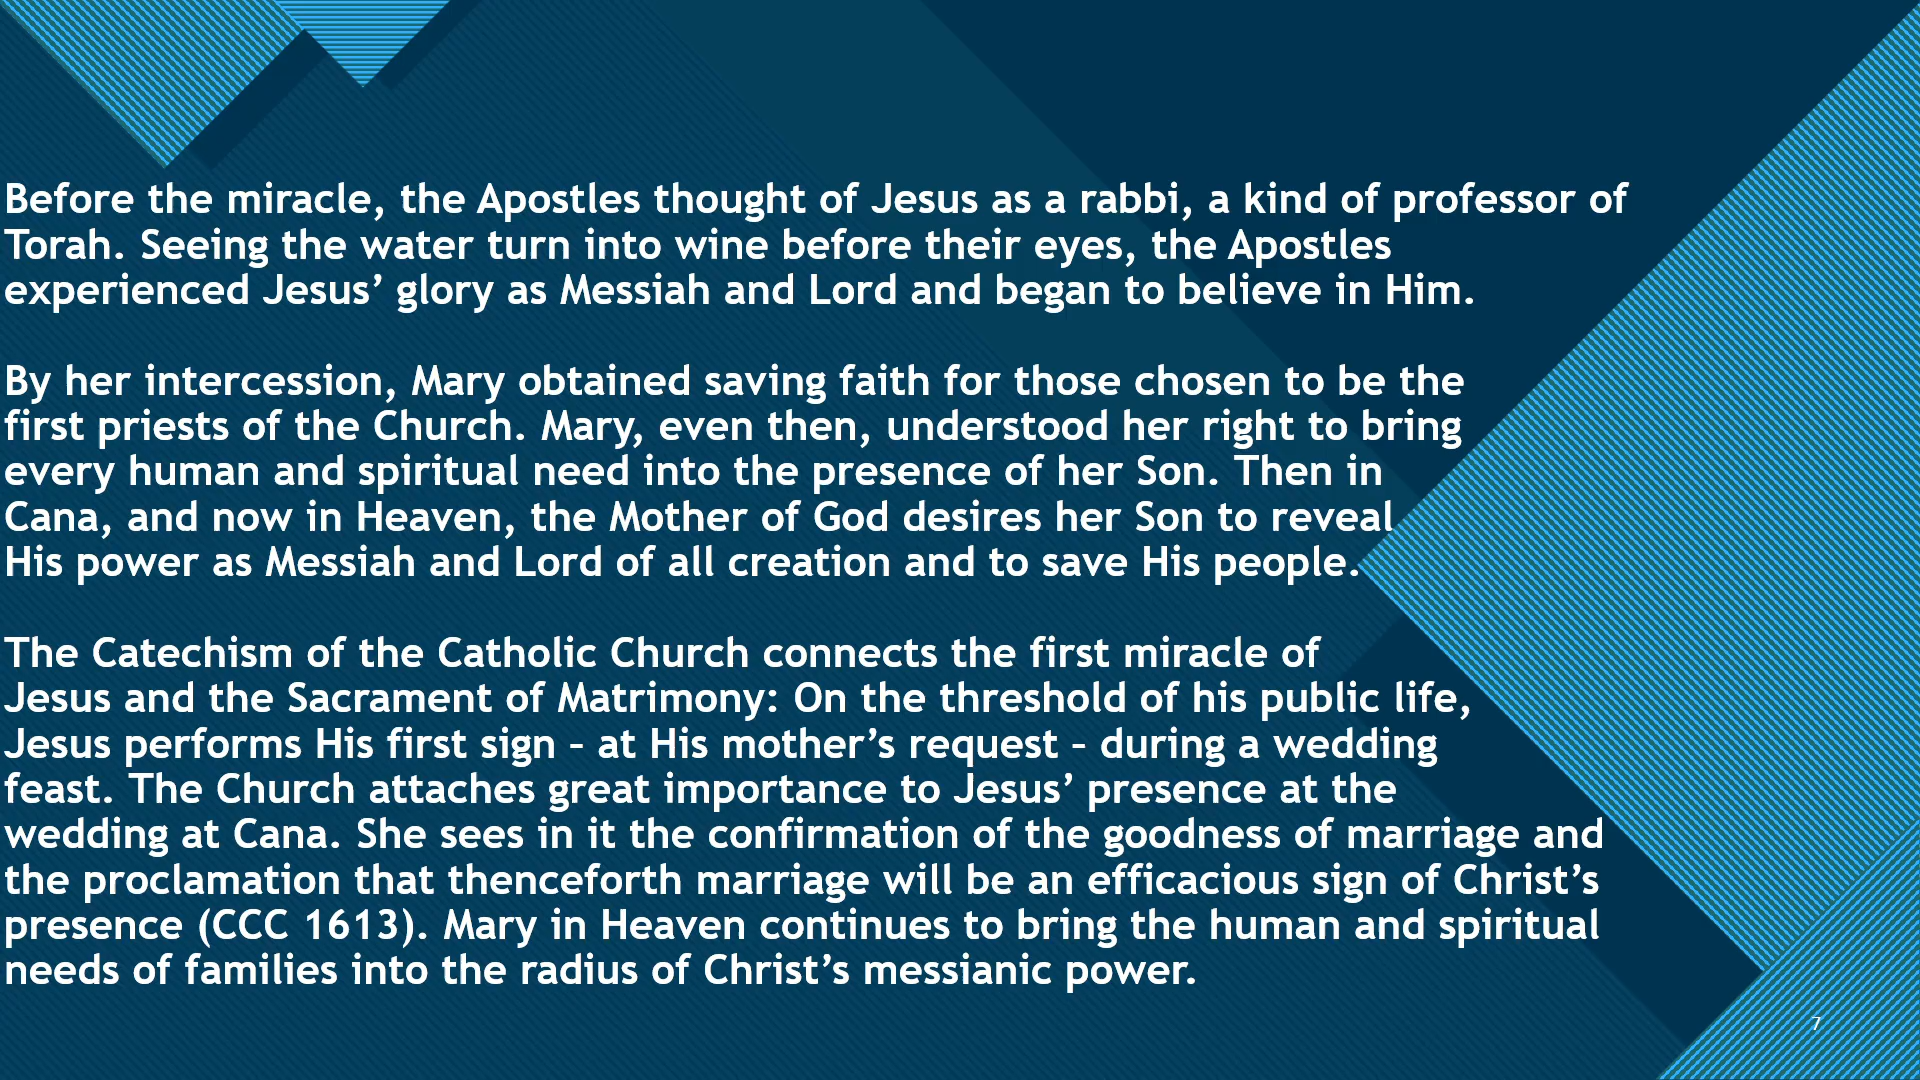 Before the miracle, the Apostles thought of Jesus as a rabbi, a kind of professor of
Torah. Seeing the water turn into wine before their eyes, the Apostles
experienced Jesus’ glory as Messiah and Lord and began to believe in Him.
By her intercession, Mary obtained saving faith for those chosen to be the
first priests of the Church. Mary, even then, understood her right to bring
every human and spiritual need into the presence of her Son. Then in
Cana, and now in Heaven, the Mother of God desires her Son to reveal
His power as Messiah and Lord of all creation and to save His people.
The Catechism of the Catholic Church connects the first miracle of
Jesus and the Sacrament of Matrimony: On the threshold of his public life,
Jesus performs His first sign – at His mother’s request – during a wedding
feast. The Church attaches great importance to Jesus’ presence at the
wedding at Cana. She sees in it the confirmation of the goodness of marriage and
the proclamation that thenceforth marriage will be an efficacious sign of Christ’s
presence (CCC 1613). Mary in Heaven continues to bring the human and spiritual
needs of families into the radius of Christ’s messianic power.
7